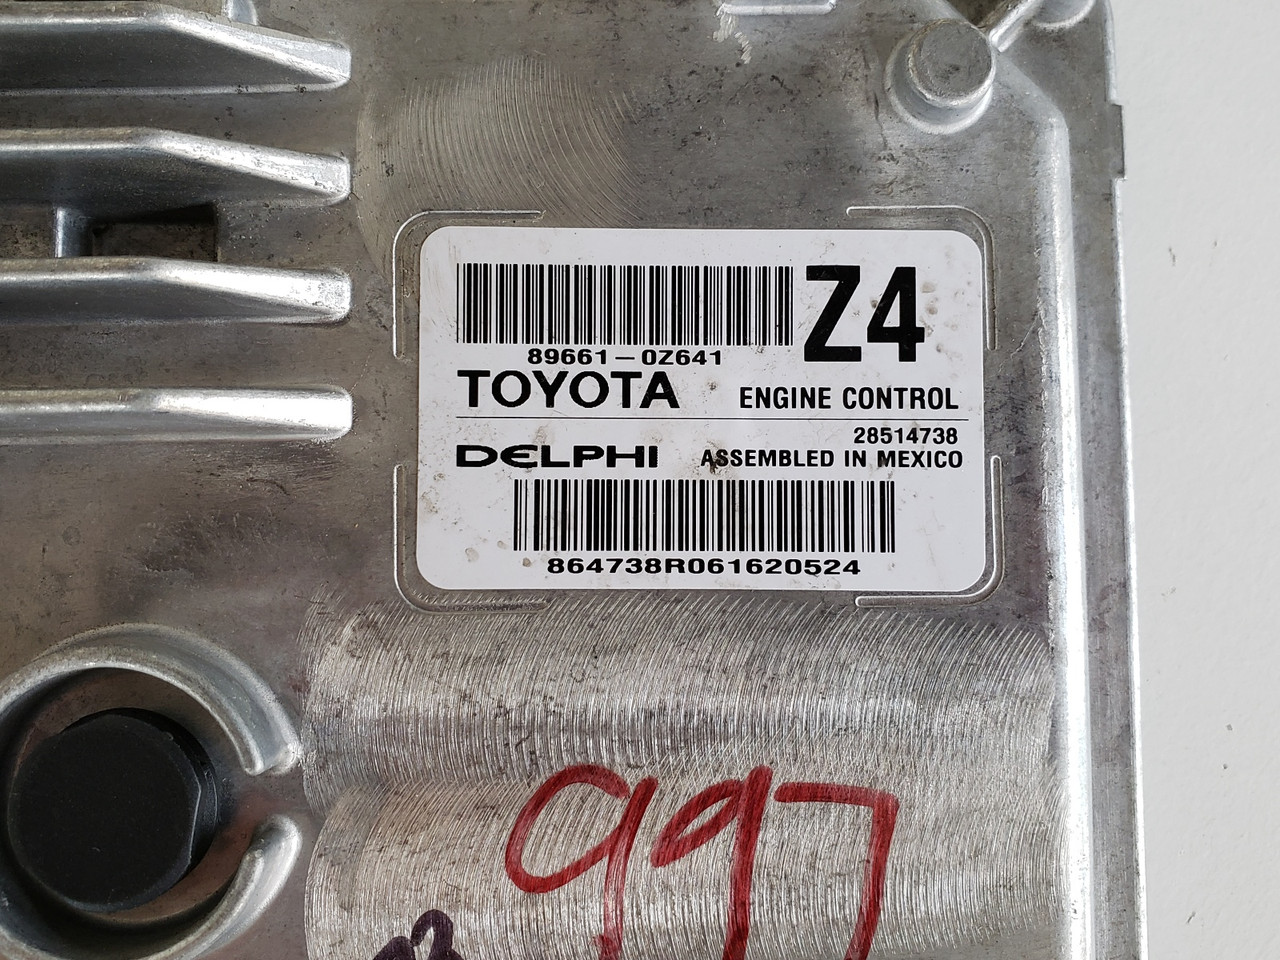 Z4
89661-0Z641
TOYOTA ENGINE CONTROL
28514738
DELPHI ASSEMBLED IN MEXICO
864738R061620524
997